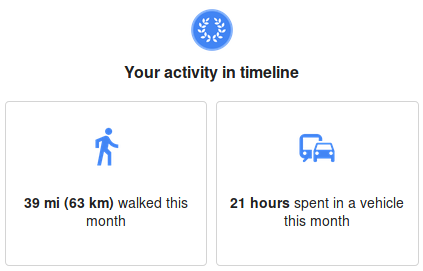 Your activity in timeline
39 mi (63 km) walked this
month
21 hours spent in a vehicle
this month